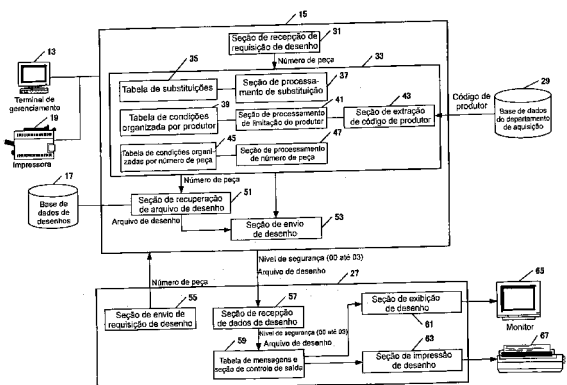 15
13
Terminal de
gerenciamento
19
Impressora
Seção de recepção de
requisição de desenho
31
Número de peça
33
35
Tabela de substituições
Seção de processa-
mento de substituição
37
39
Tabela de condições
organizada por produtor
41
Seção de processamento
de limitação do produtor
43
Seção de extração
de código de produtor
45
Tabela de condições organi-
zadas por número de peça
47
Seção de processamento
de número de peça
Código de
produtor
29
Base de dados
do departamento
de aquisição
17
Base de
dados de
desenhos
Número de peça
Seção de recuperação
de arquivo de desenho
51
Arquivo de desenho
Seção de envio
de desenho
53
Nível de segurança (00 até 03)
Arquivo de desenho
Número de peça
27
55
Seção de envio de
requisição de desenho
57
Seção de recepção
de dados de desenho
Nível de segurança (00 até 03)
Arquivo de desenho
59
Tabela de mensagens e
seção de controle de saída
Seção de exibição
de desenho
61
63
Seção de impressão
de desenho
65
Monitor
67